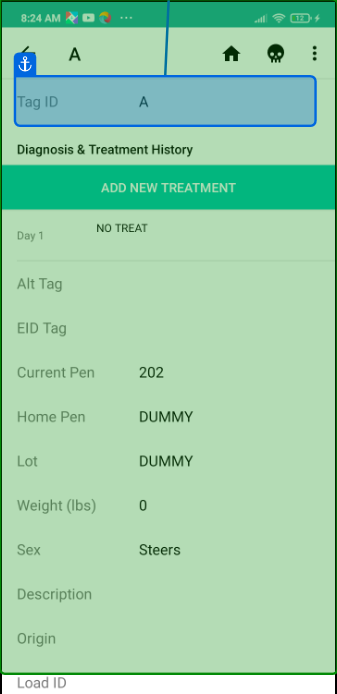 8:24 AM ··· 12
A
Tag ID A
Diagnosis & Treatment History
ADD NEW TREATMENT
Day 1 NO TREAT
Alt Tag
EID Tag
Current Pen 202
Home Pen DUMMY
Lot DUMMY
Weight (lbs) 0
Sex Steers
Description
Origin
Load ID